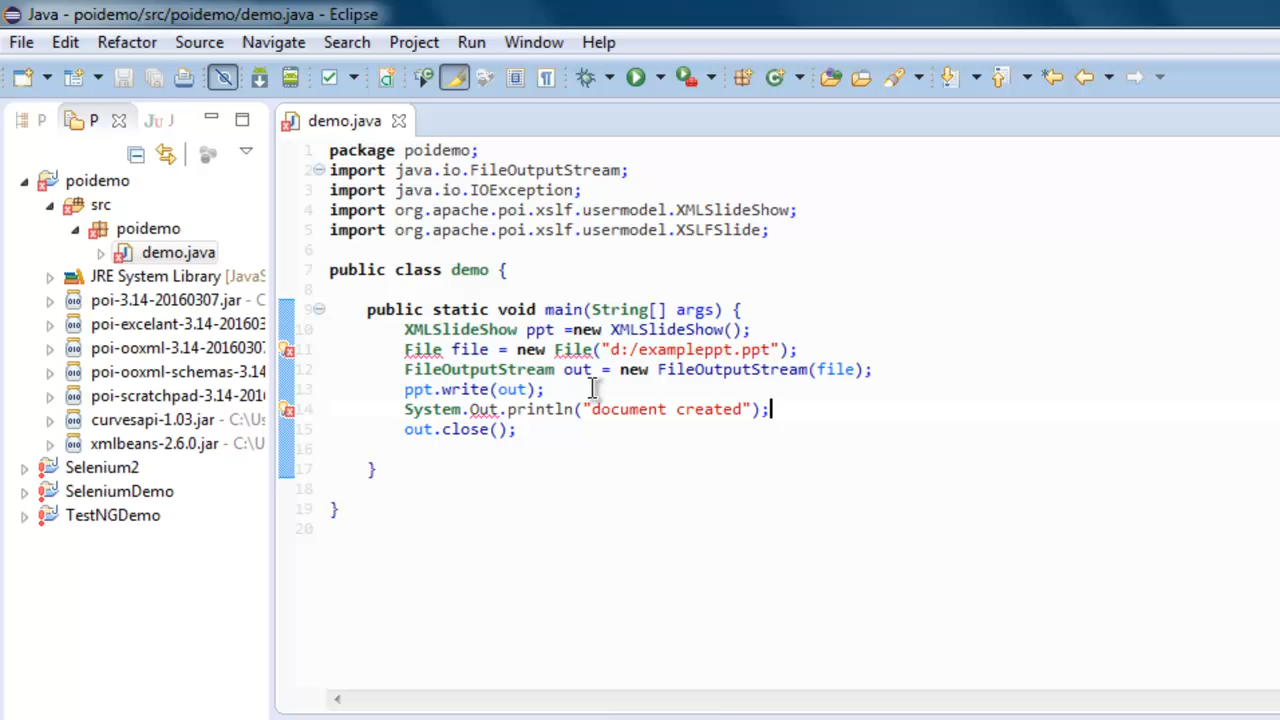 Java - poidemo/src/poidemo/demo.java - Eclipse
File Edit Refactor Source Navigate Search Project Run Window Help
P P JU J
demo.java
poidemo
src
poidemo
demo.java
JRE System Library [JavaS
poi-3.14-20160307.jar - C
poi-excelant-3.14-201603
poi-ooxml-3.14-20160307
poi-ooxml-schemas-3.14
poi-scratchpad-3.14-2016
curvesapi-1.03.jar - C:\Us
xmlbeans-2.6.0.jar - C:\U
Selenium2
SeleniumDemo
TestNGDemo
1 package poidemo;
2 import java.io.FileOutputStream;
3 import java.io.IOException;
4 import org.apache.poi.xslf.usermodel.XMLSlideShow;
5 import org.apache.poi.xslf.usermodel.XSLFSlide;
6
7 public class demo {
8
9 public static void main(String[] args) {
10 XMLSlideShow ppt =new XMLSlideShow();
11 File file = new File("d:/exampleppt.ppt");
12 FileOutputStream out = new FileOutputStream(file);
13 ppt.write(out);
14 System.Out.println("document created");
15 out.close();
16
17 }
18
19 }
20